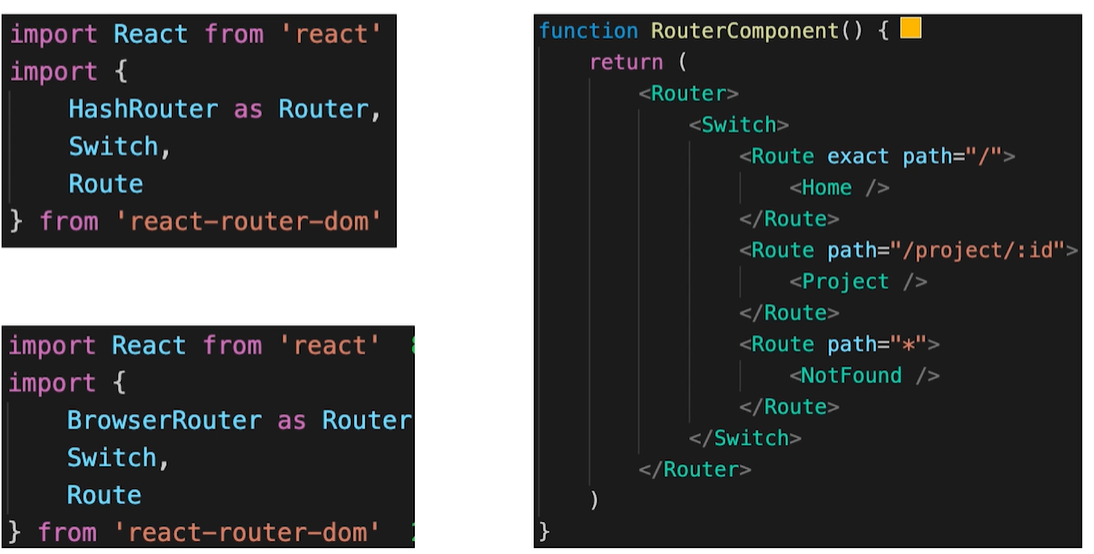 import React from 'react'
import {
    HashRouter as Router,
    Switch,
    Route
} from 'react-router-dom'
import React from 'react'
import {
    BrowserRouter as Router
    Switch,
    Route
} from 'react-router-dom'
function RouterComponent() {
    return (
        <Router>
            <Switch>
                <Route exact path="/">
                    <Home />
                </Route>
                <Route path="/project/:id">
                    <Project />
                </Route>
                <Route path="*">
                    <NotFound />
                </Route>
            </Switch>
        </Router>
    )
}